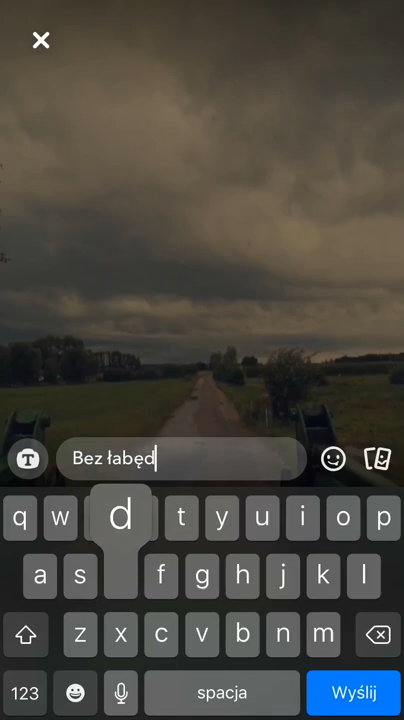 T
Bez łabęd
q w d t y u i o p
a s f g h j k l
z x c v b n m
123 spacja Wyślij